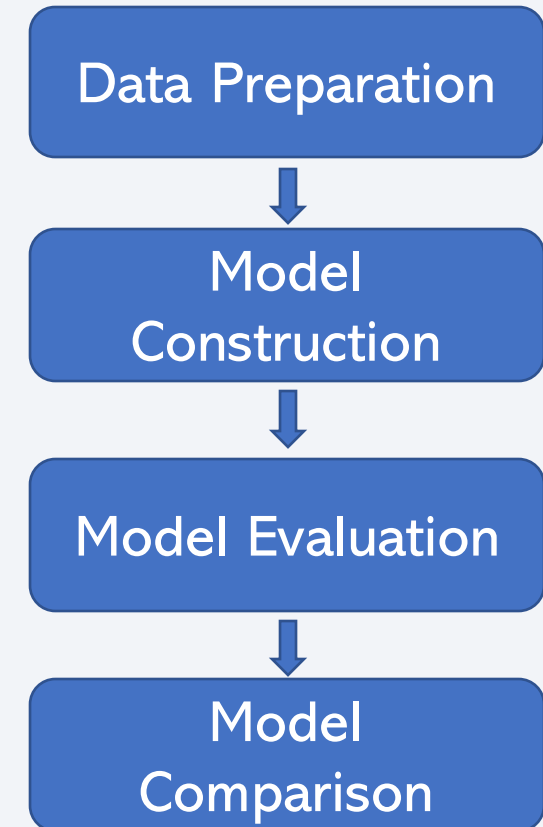 Data Preparation
Model
Construction
Model Evaluation
Model
Comparison